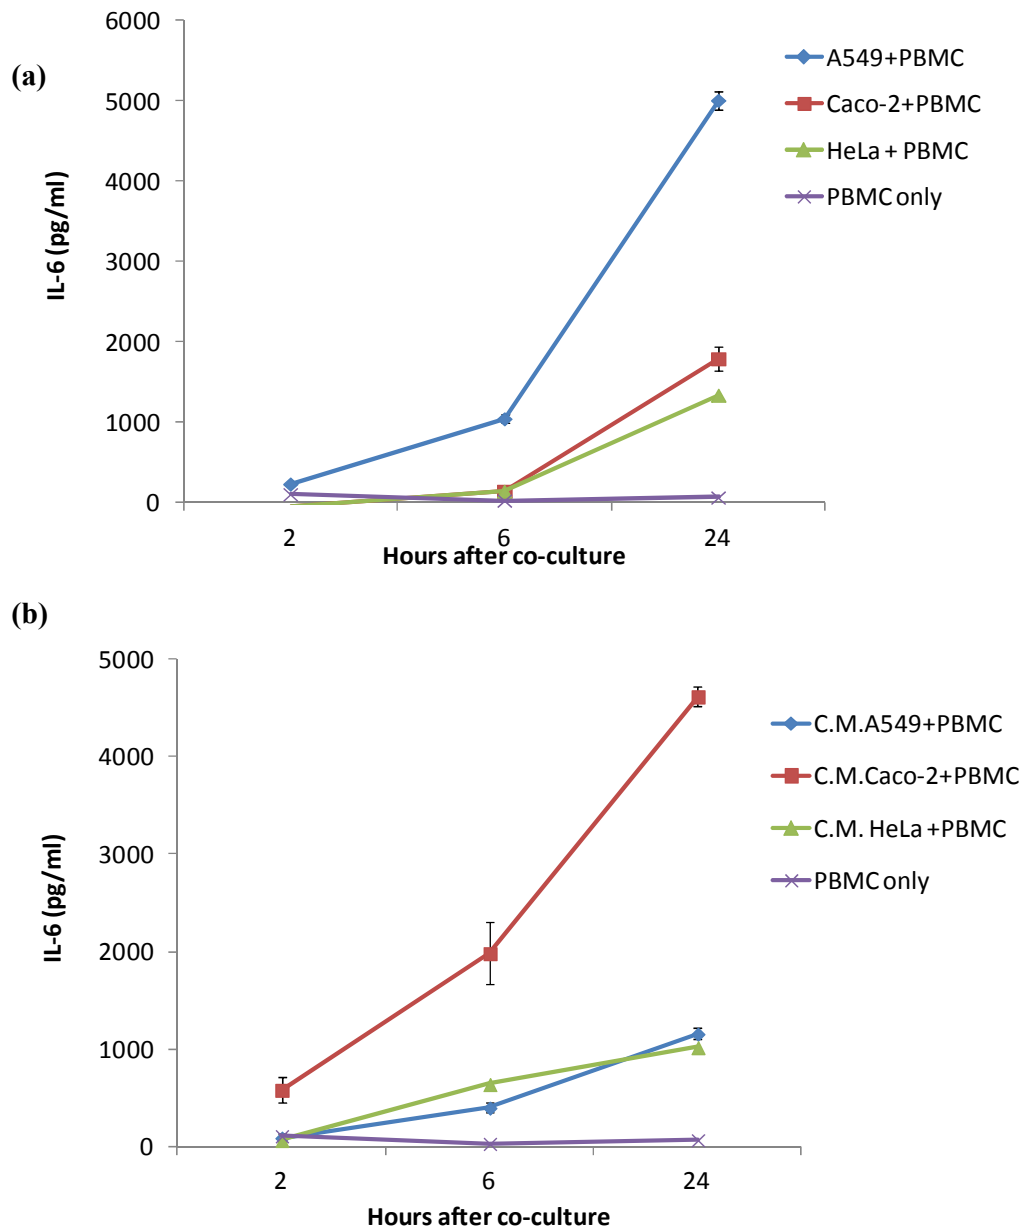 (a)
6000
5000
4000
3000
2000
1000
0
IL-6 (pg/ml)
2 6 24
Hours after co-culture
A549+PBMC
Caco-2+PBMC
HeLa + PBMC
PBMC only
(b)
5000
4000
3000
2000
1000
0
IL-6 (pg/ml)
2 6 24
Hours after co-culture
C.M.A549+PBMC
C.M.Caco-2+PBMC
C.M. HeLa +PBMC
PBMC only